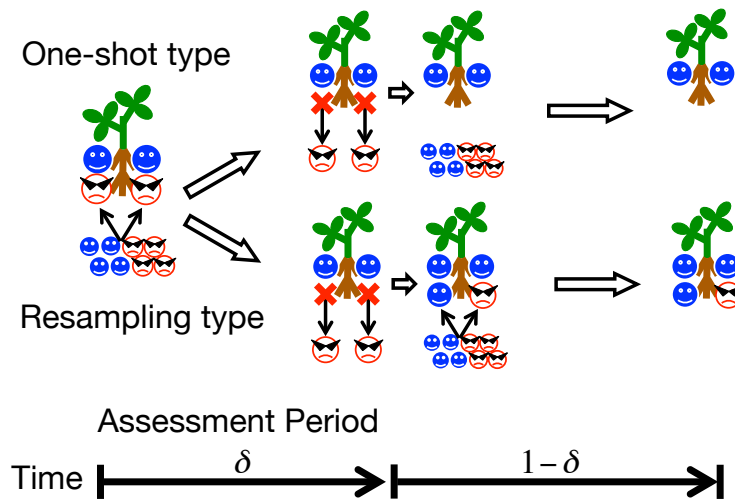 One-shot type
Resampling type
Assessment Period
Time
δ
1−δ